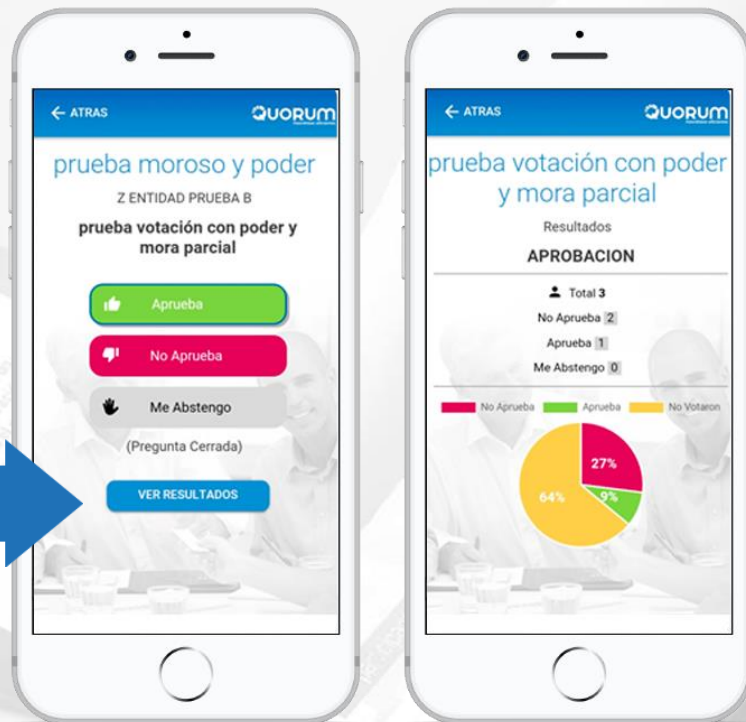 ← ATRAS
QUORUM
prueba moroso y poder
Z ENTIDAD PRUEBA B
prueba votación con poder y
mora parcial
Aprueba
No Aprueba
Me Abstengo
(Pregunta Cerrada)
VER RESULTADOS
← ATRAS
QUORUM
prueba votación con poder
y mora parcial
Resultados
APROBACION
Total 3
No Aprueba 2
Aprueba 1
Me Abstengo 0
No Aprueba Aprueba No Votaron
27%
64%
9%